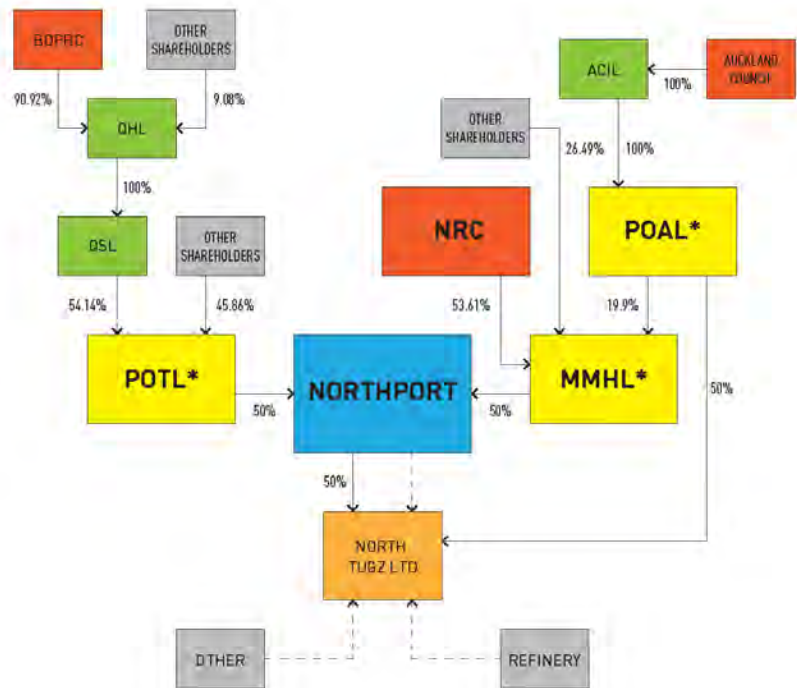 BOPRC
OTHER
SHAREHOLDERS
ACIL
AUCKLAND
COUNCIL
100%
90.92%
9.08%
QHL
OTHER
SHAREHOLDERS
26.49%
100%
100%
NRC
POAL*
QSL
OTHER
SHAREHOLDERS
54.14%
45.86%
53.61%
19.9%
POTL*
NORTHPORT
MMHL*
50%
50%
50%
50%
NORTH
TUGZ LTD.
OTHER
REFINERY